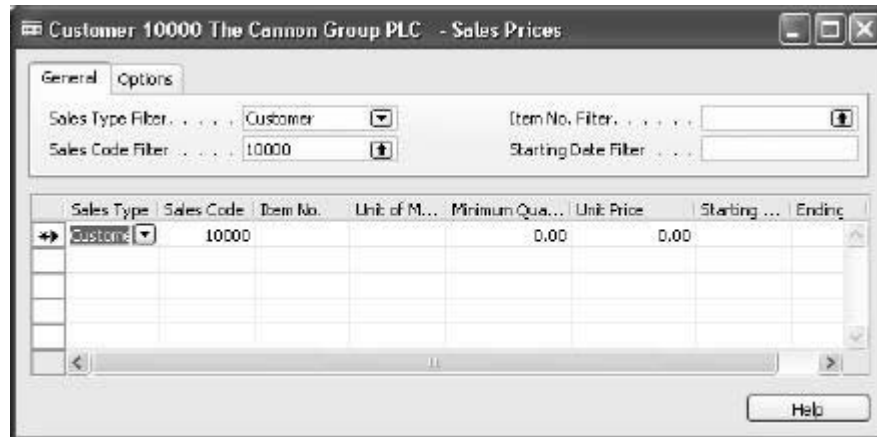 Customer 10000 The Cannon Group PLC - Sales Prices
General Options
Sales Type Filter. . . . . Customer Item No. Filter. . . . . .
Sales Code Filter . . . . 10000 Starting Date Filter . . .
Sales Type Sales Code Item No. Unit of M... Minimum Qua... Unit Price Starting ... Ending
Custome 10000 0.00 0.00
Help